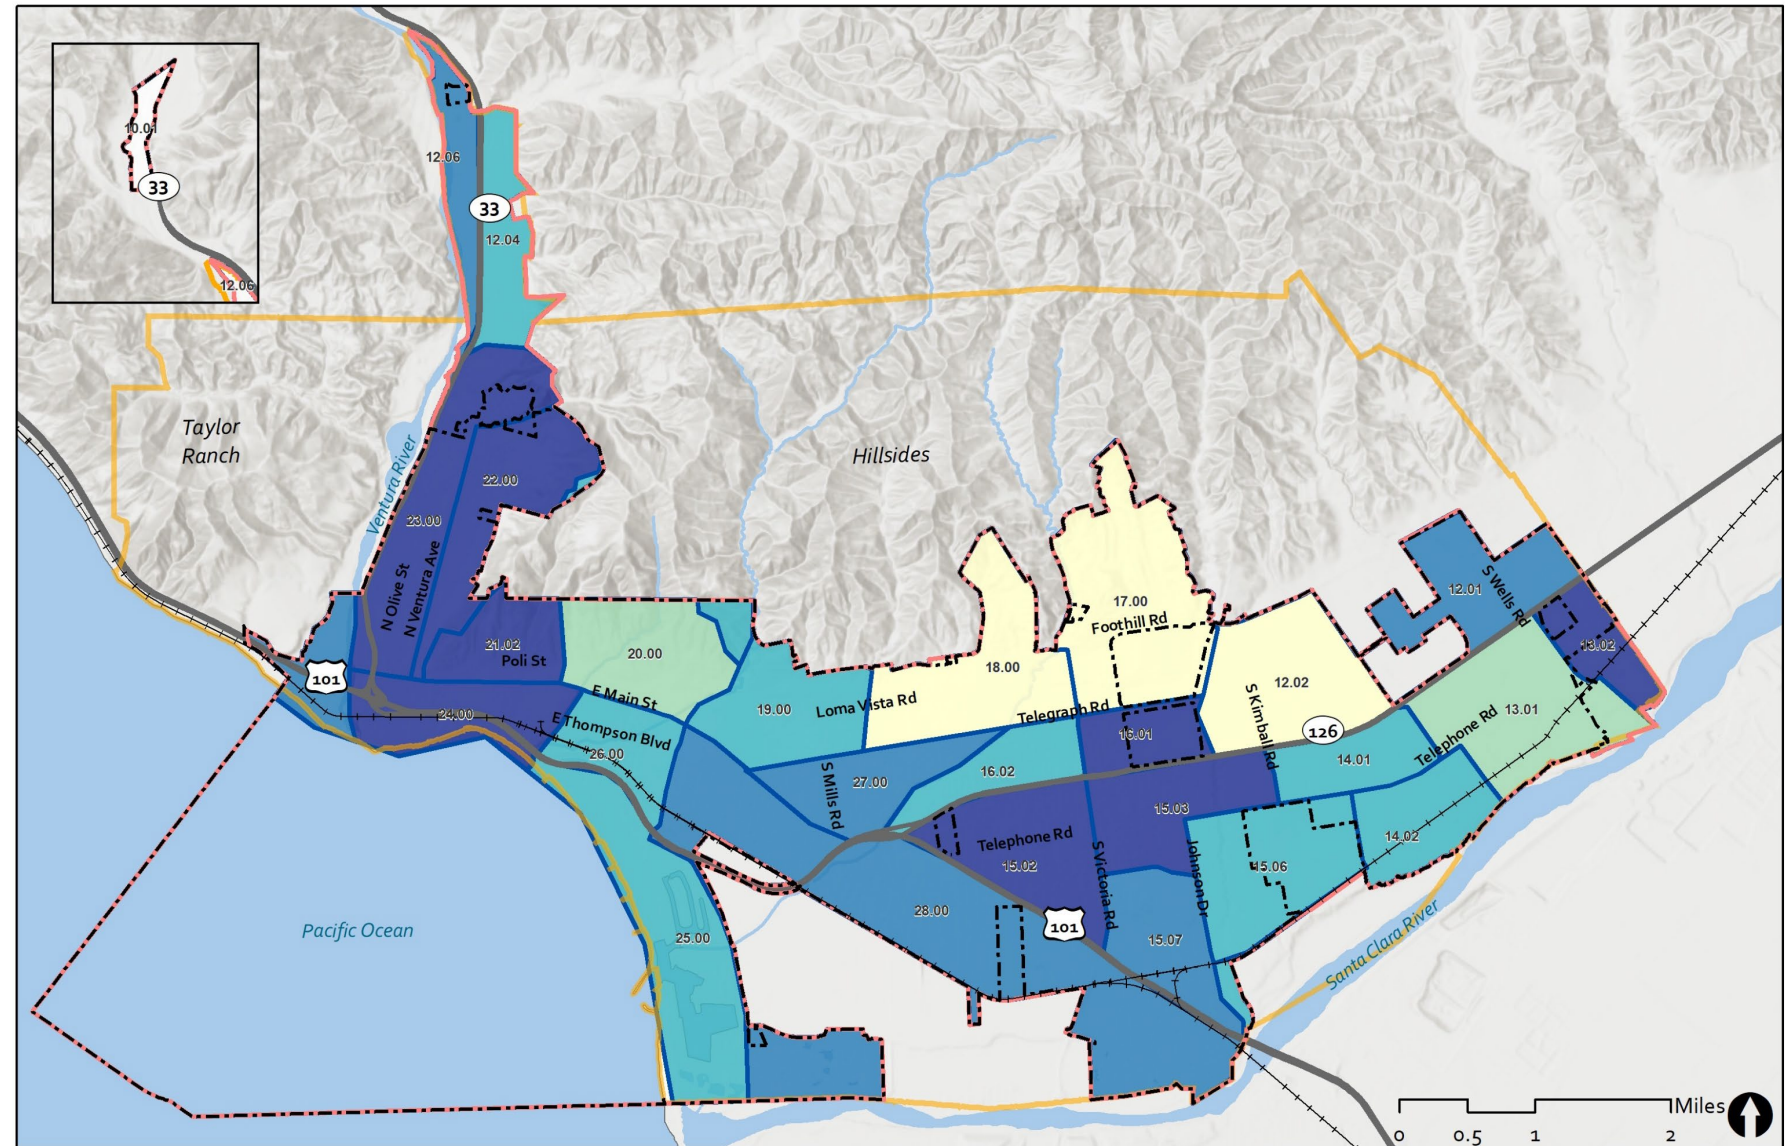 10.01
33
12.06
12.06
33
12.04
Taylor
Ranch
Ventura River
Hillsides
22.00
23.00
N Olive St
N Ventura Ave
21.02
Poli St
20.00
101
24.00
E Main St
E Thompson Blvd
26.00
19.00
Loma Vista Rd
18.00
17.00
Foothill Rd
Telegraph Rd
12.02
S Kimball Rd
126
12.01
S Wells Rd
13.02
13.01
Telephone Rd
14.01
16.01
16.02
27.00
S Mills Rd
15.03
Telephone Rd
15.02
S Victoria Rd
Johnson Dr
15.06
14.02
28.00
101
15.07
25.00
Pacific Ocean
Santa Clara River
Miles
0 0.5 1 2